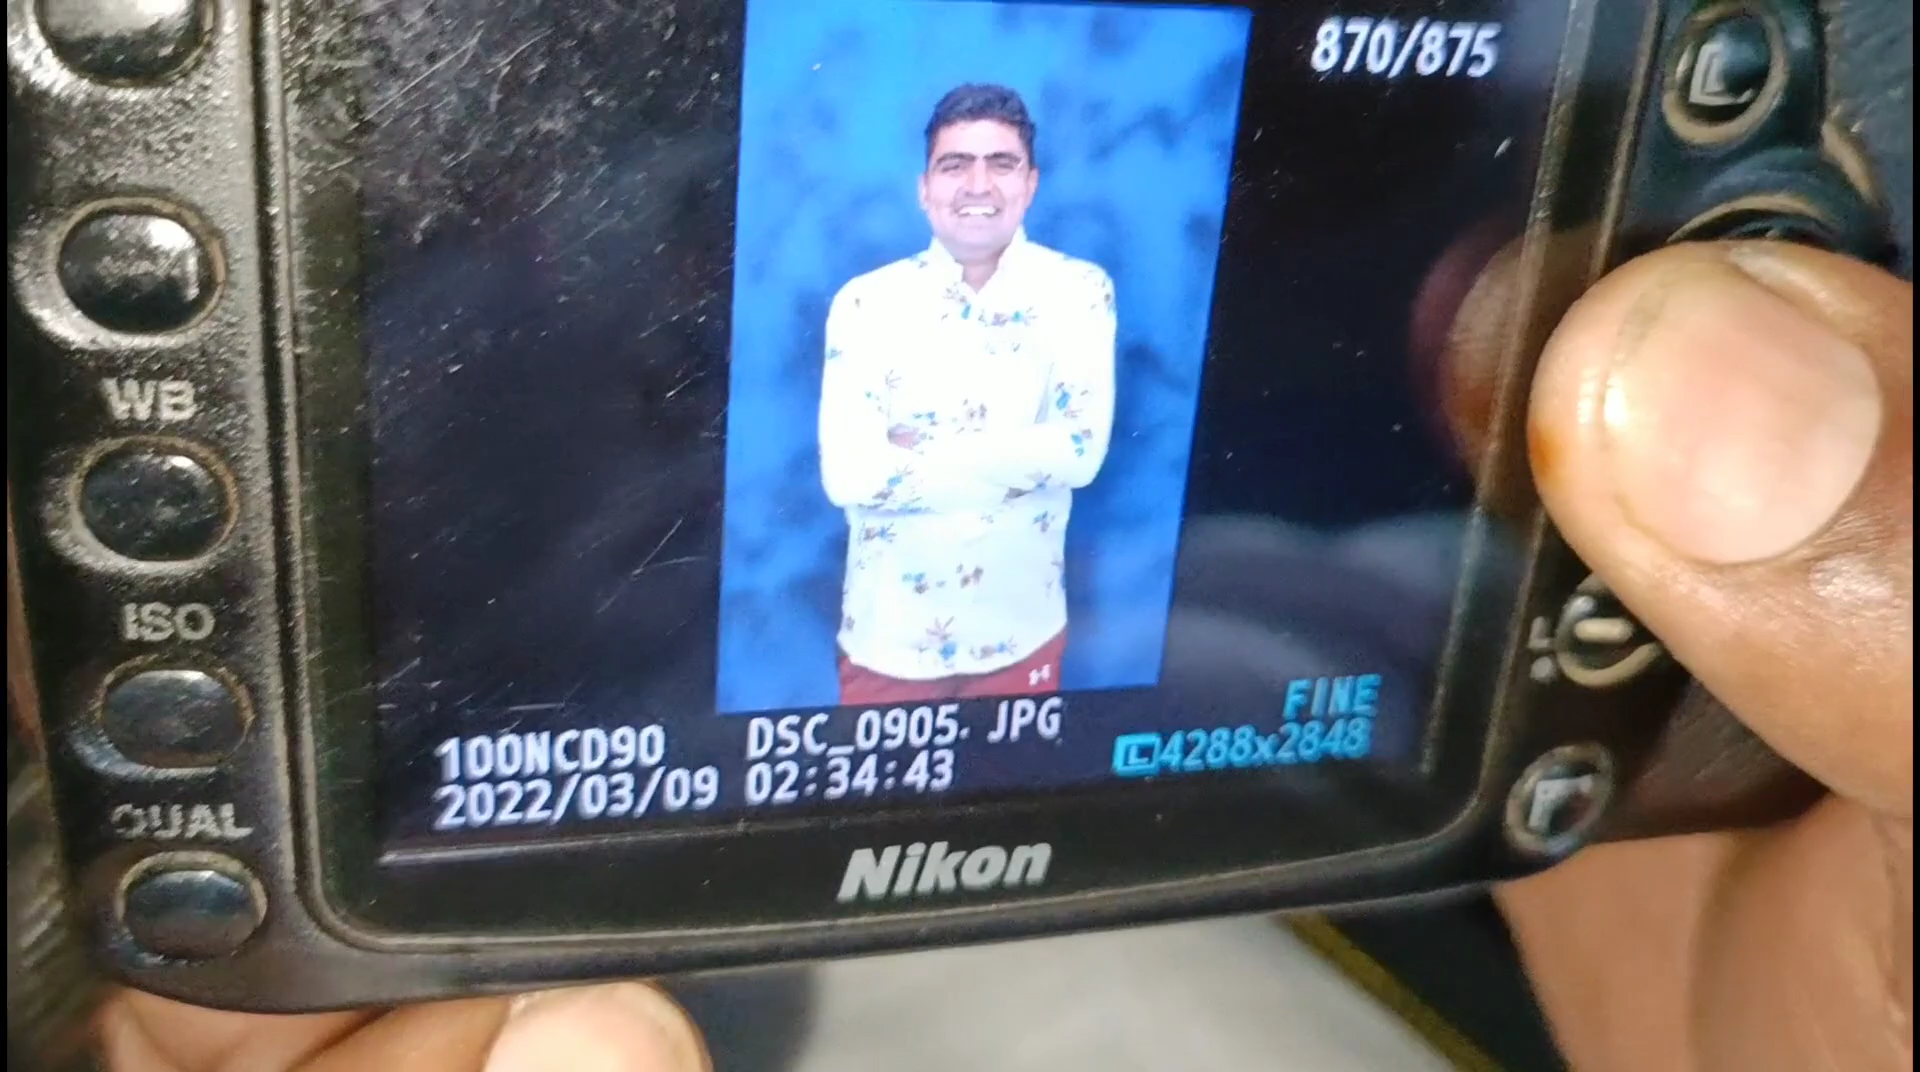 870/875
WB
ISO
QUAL
FINE
100NCD90 DSC_0905.JPG
L 4288x2848
2022/03/09 02:34:43
Nikon
L